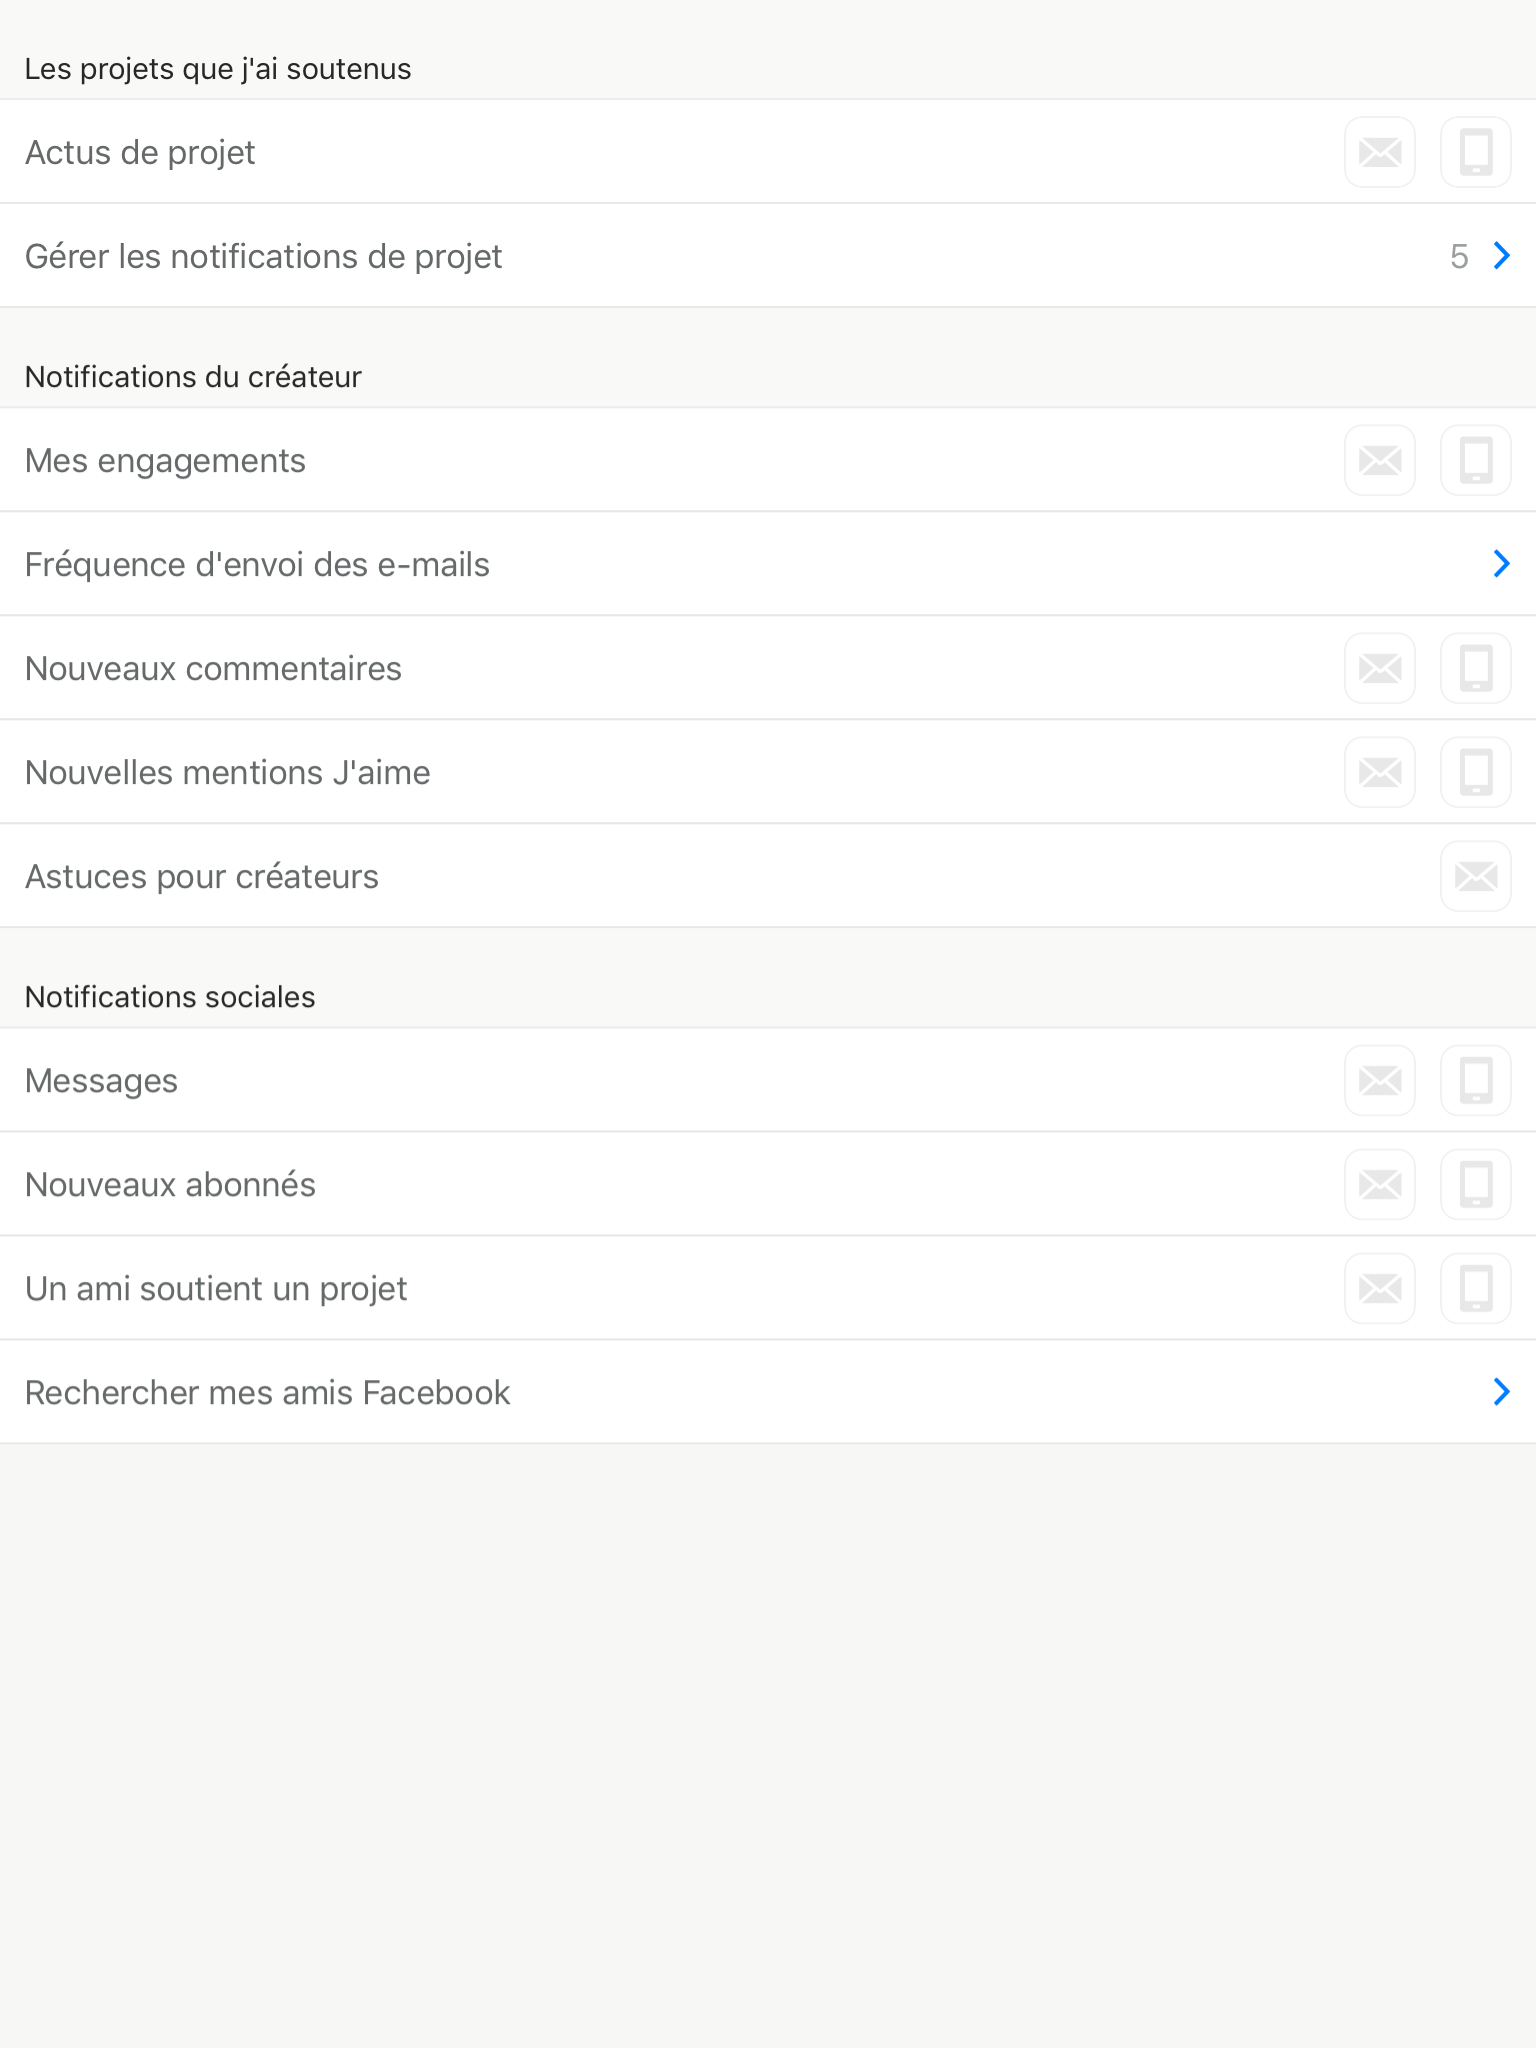 Les projets que j'ai soutenus
Actus de projet
Gérer les notifications de projet 5
Notifications du créateur
Mes engagements
Fréquence d'envoi des e-mails
Nouveaux commentaires
Nouvelles mentions J'aime
Astuces pour créateurs
Notifications sociales
Messages
Nouveaux abonnés
Un ami soutient un projet
Rechercher mes amis Facebook